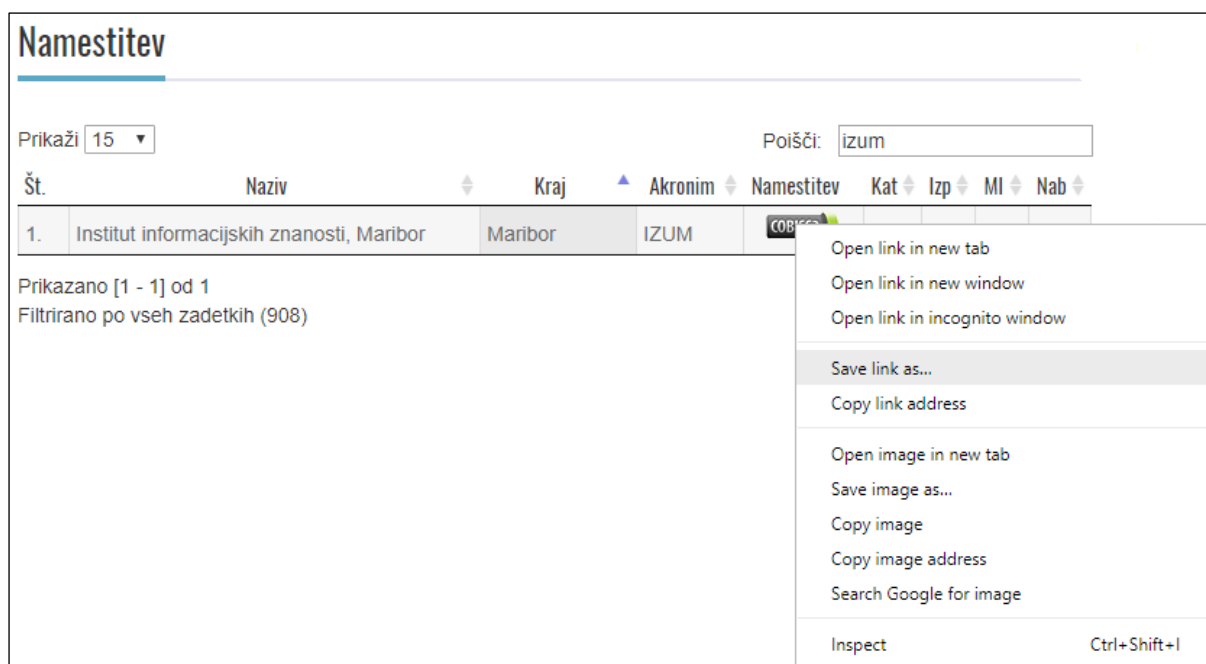 Namestitev
Prikaži 15
Poišči: izum
Št. Naziv Kraj Akronim Namestitev Kat Izp MI Nab
1. Institut informacijskih znanosti, Maribor Maribor IZUM
Prikazano [1 - 1] od 1
Filtrirano po vseh zadetkih (908)
Open link in new tab
Open link in new window
Open link in incognito window
Save link as...
Copy link address
Open image in new tab
Save image as...
Copy image
Copy image address
Search Google for image
Inspect Ctrl+Shift+I